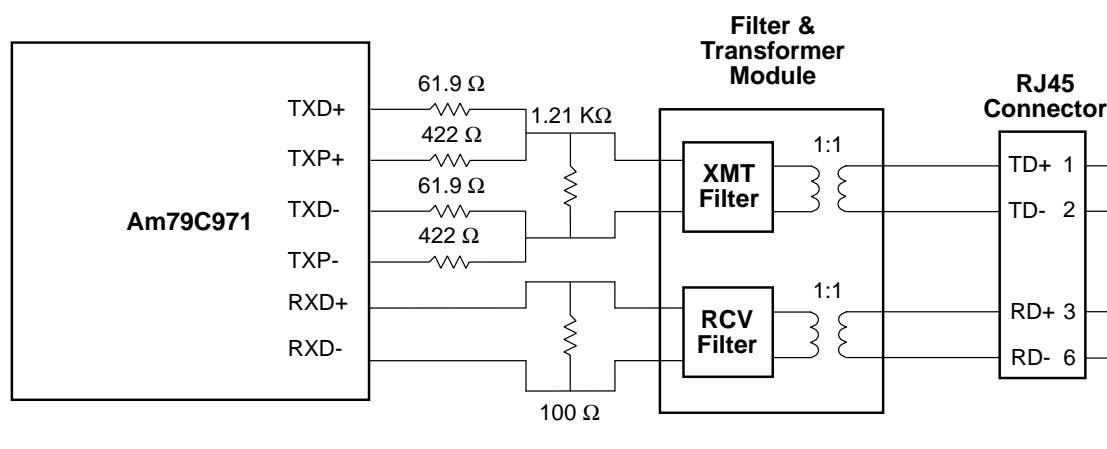 Filter &
Transformer
Module
RJ45
Connector
Am79C971
TXD+
61.9 Ω
1.21 KΩ
TXP+
422 Ω
TXD-
61.9 Ω
TXP-
422 Ω
RXD+
RXD-
100 Ω
XMT
Filter
1:1
RCV
Filter
1:1
TD+ 1
TD- 2
RD+ 3
RD- 6